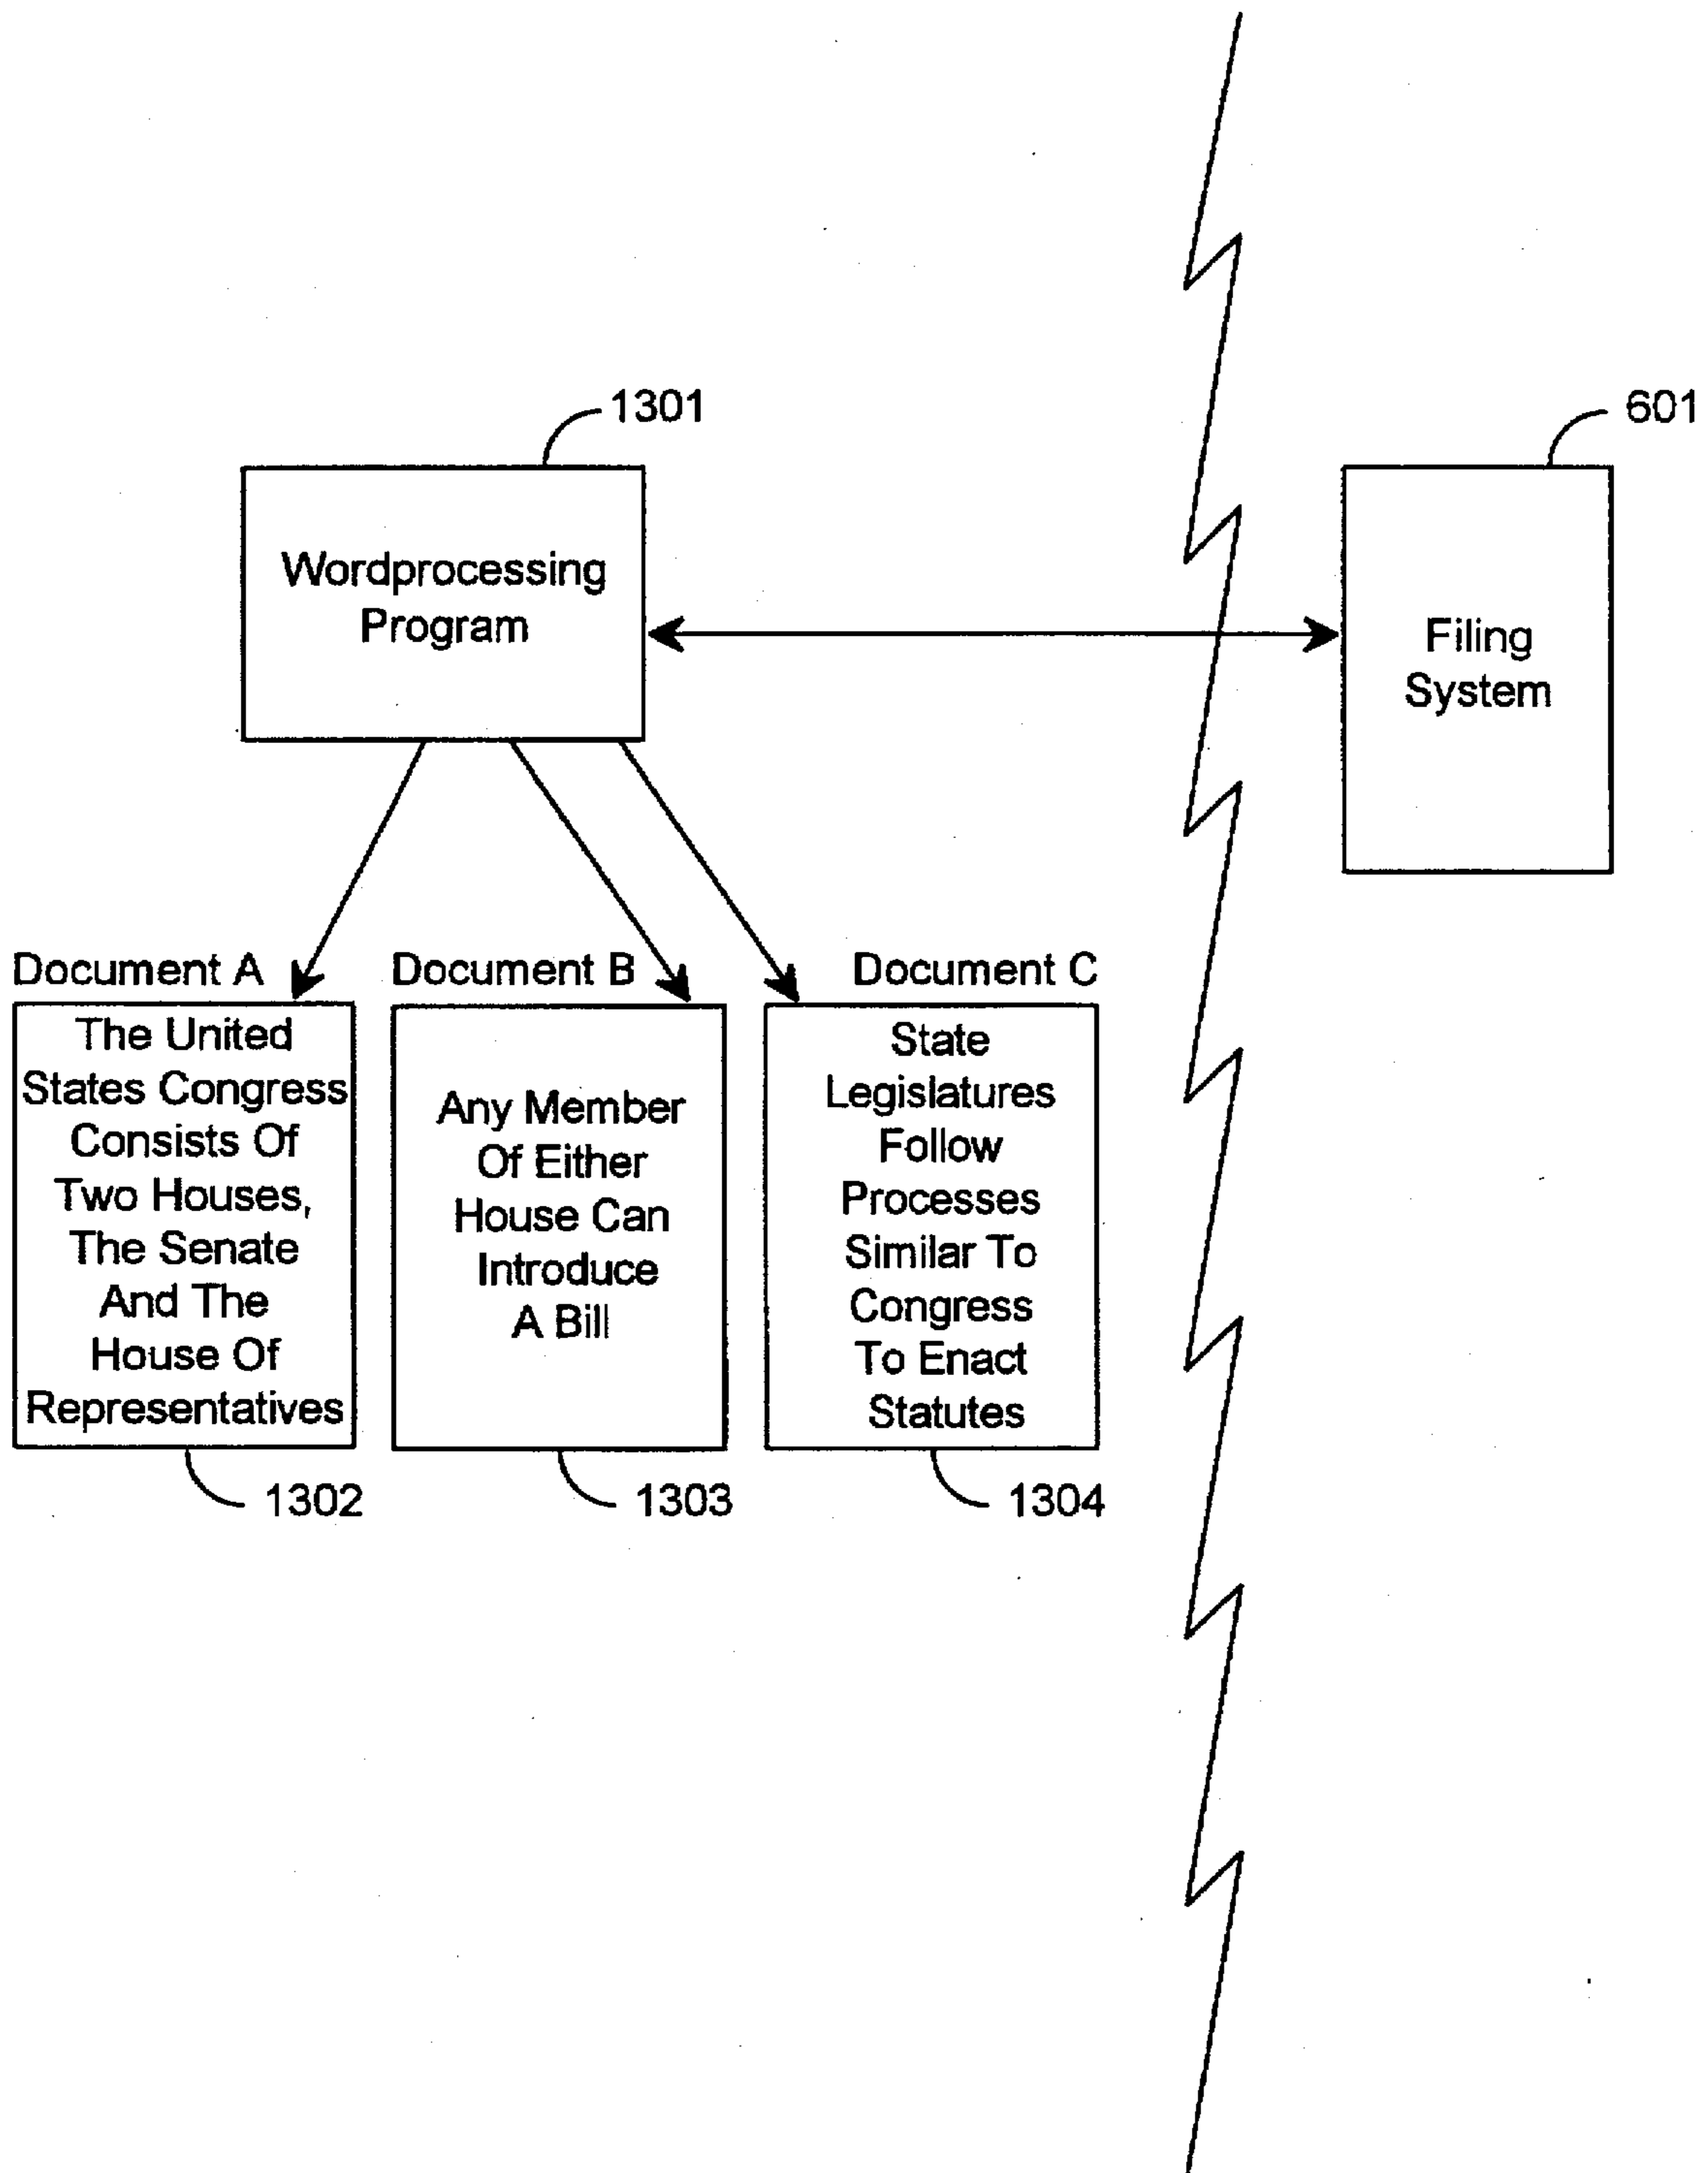 1301
601
Wordprocessing
Program
Filing
System
Document A
The United
States Congress
Consists Of
Two Houses,
The Senate
And The
House Of
Representatives
1302
Document B
Any Member
Of Either
House Can
Introduce
A Bill
1303
Document C
State
Legislatures
Follow
Processes
Similar To
Congress
To Enact
Statutes
1304